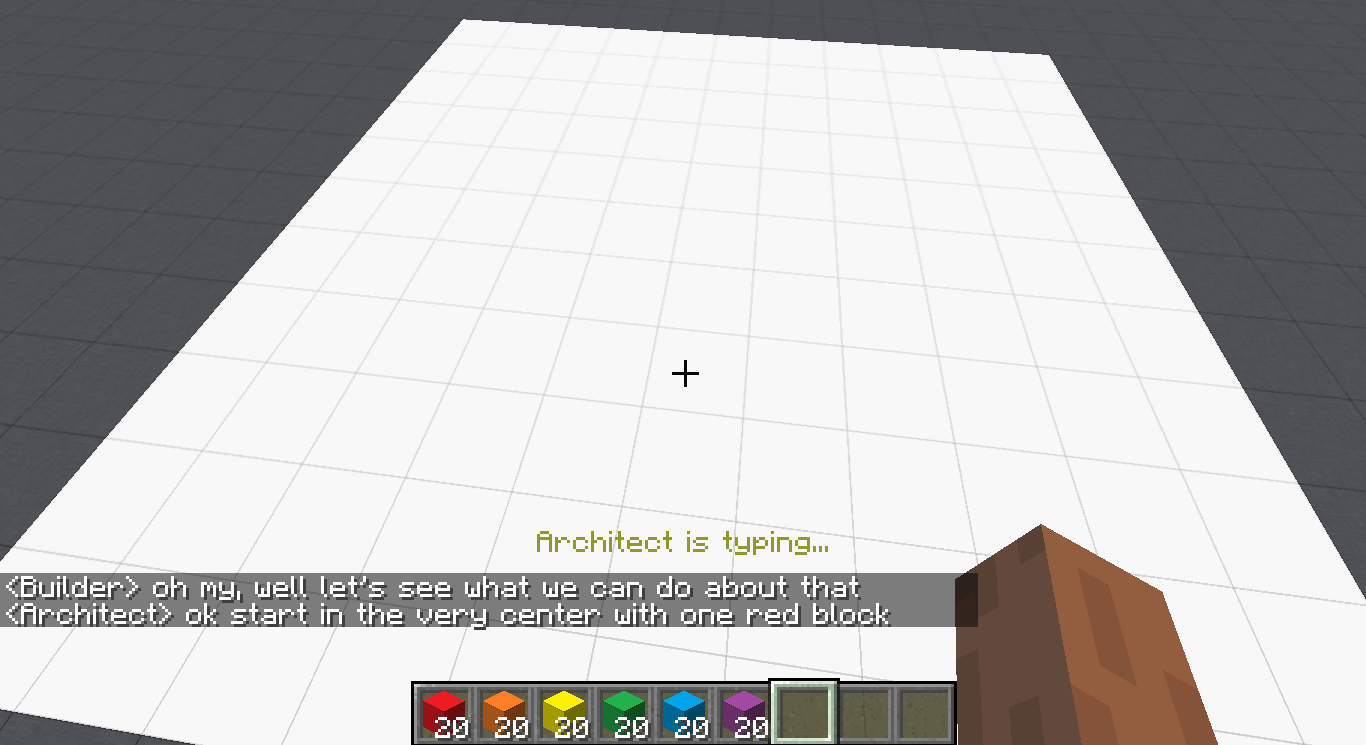 Architect is typing...
<Builder> oh my, well let's see what we can do about that
<Architect> ok start in the very center with one red block
20 20 20 20 20 20